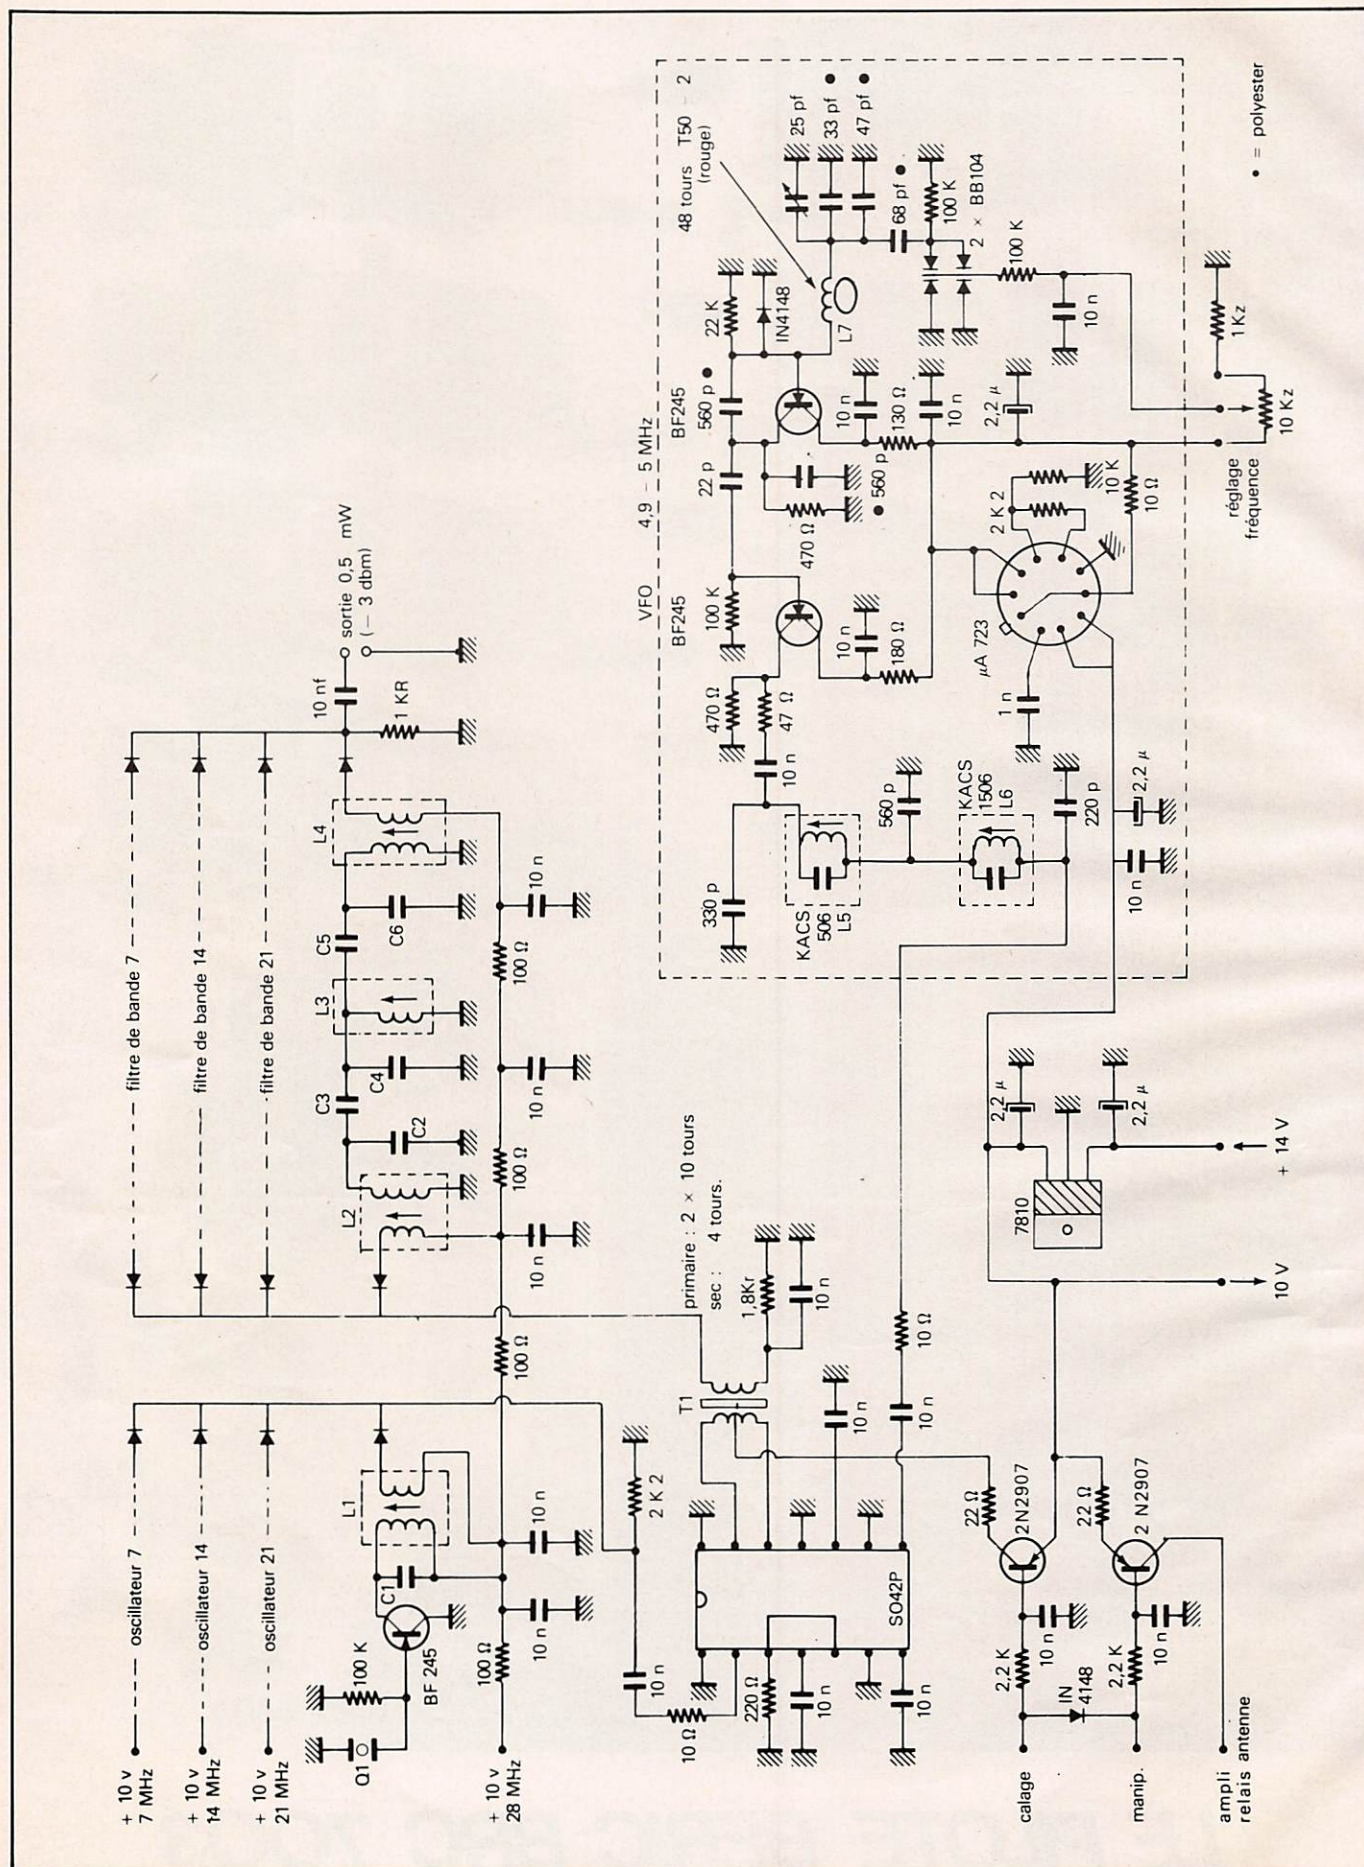 + 10 v
7 MHz
oscillateur 7
filtre de bande 7
+ 10 v
14 MHz
oscillateur 14
filtre de bande 14
+ 10 v
21 MHz
oscillateur 21
filtre de bande 21
Q1
100 K
BF 245
C1
L1
L2
C2
C3
C4
L3
C5
C6
L4
10 nf
sortie 0,5 mW
(– 3 dbm)
1 KR
+ 10 v
28 MHz
100 Ω
10 n
10 n
100 Ω
10 n
100 Ω
10 n
100 Ω
10 n
2 K 2
10 n
10 Ω
220 Ω
10 n
10 n
SO42P
T1
primaire : 2 × 10 tours
sec : 4 tours.
1,8Kr
10 n
10 n
10 n
10 Ω
calage
2,2 K
10 n
IN
4148
2N2907
22 Ω
manip.
2,2 K
10 n
2 N2907
22 Ω
ampli
relais antenne
10 V
7810
2,2 µ
2,2 µ
+ 14 V
VFO 4,9 – 5 MHz
330 p
KACS
506
L5
10 n
47 Ω
470 Ω
100 K
BF245
10 n
180 Ω
560 p
KACS
1506
L6
220 p
2,2 µ
10 n
22 p
560 p •
BF245
22 K
IN4148
470 Ω
560 p
•
10 n
130 Ω
10 n
2,2 µ
L7
48 tours T50 – 2
(rouge)
25 pf
33 pf •
47 pf •
68 pf •
100 K
2 × BB104
100 K
10 n
1 n
µA 723
2 K 2
10 K
10 Ω
réglage
fréquence
10 Kz
1 Kz
• = polyester